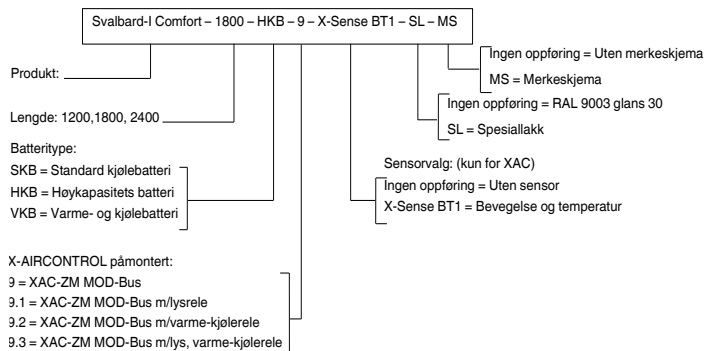 Svalbard-I Comfort – 1800 – HKB – 9 – X-Sense BT1 – SL – MS
Produkt:
Lengde: 1200,1800, 2400
Batteritype:
SKB = Standard kjølebatteri
HKB = Høykapasitets batteri
VKB = Varme- og kjølebatteri
X-AIRCONTROL påmontert:
9 = XAC-ZM MOD-Bus
9.1 = XAC-ZM MOD-Bus m/lysrele
9.2 = XAC-ZM MOD-Bus m/varme-kjølerele
9.3 = XAC-ZM MOD-Bus m/lys, varme-kjølerele
Ingen oppføring = Uten merkeskjema
MS = Merkeskjema
Ingen oppføring = RAL 9003 glans 30
SL = Spesiallakk
Sensorvalg: (kun for XAC)
Ingen oppføring = Uten sensor
X-Sense BT1 = Bevegelse og temperatur